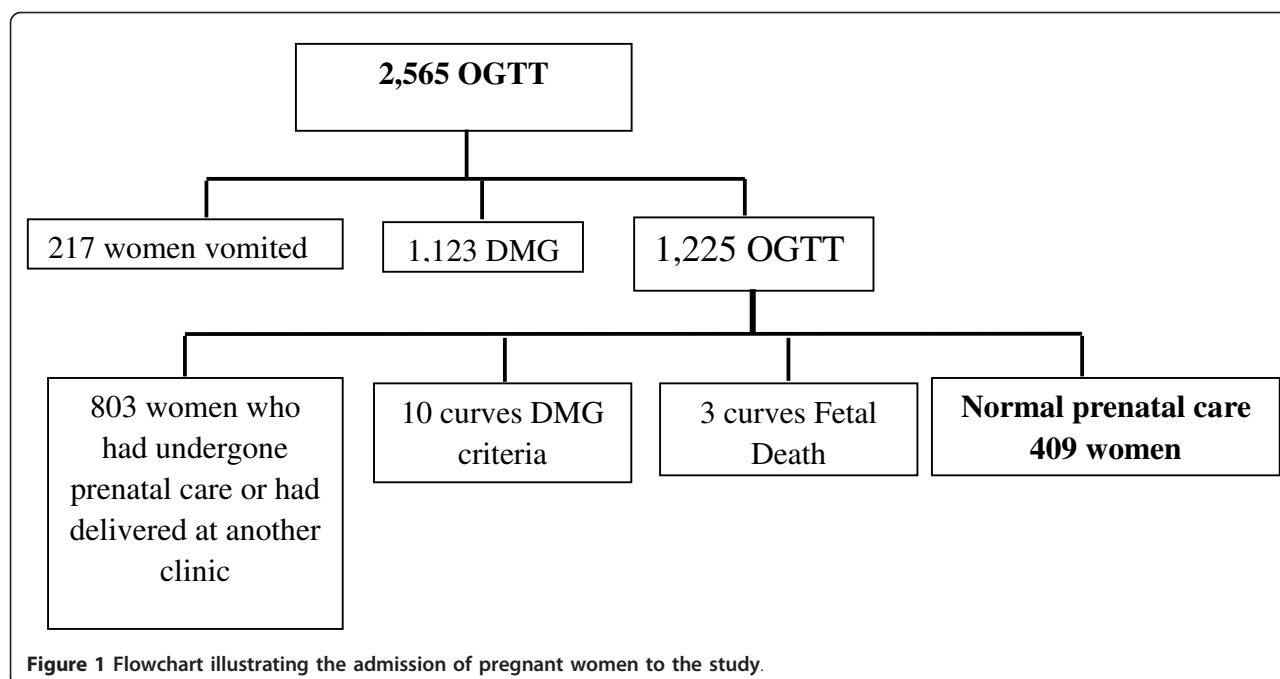 2,565 OGTT
217 women vomited
1,123 DMG
1,225 OGTT
803 women who
had undergone
prenatal care or had
delivered at another
clinic
10 curves DMG
criteria
3 curves Fetal
Death
Normal prenatal care
409 women
Figure 1 Flowchart illustrating the admission of pregnant women to the study.